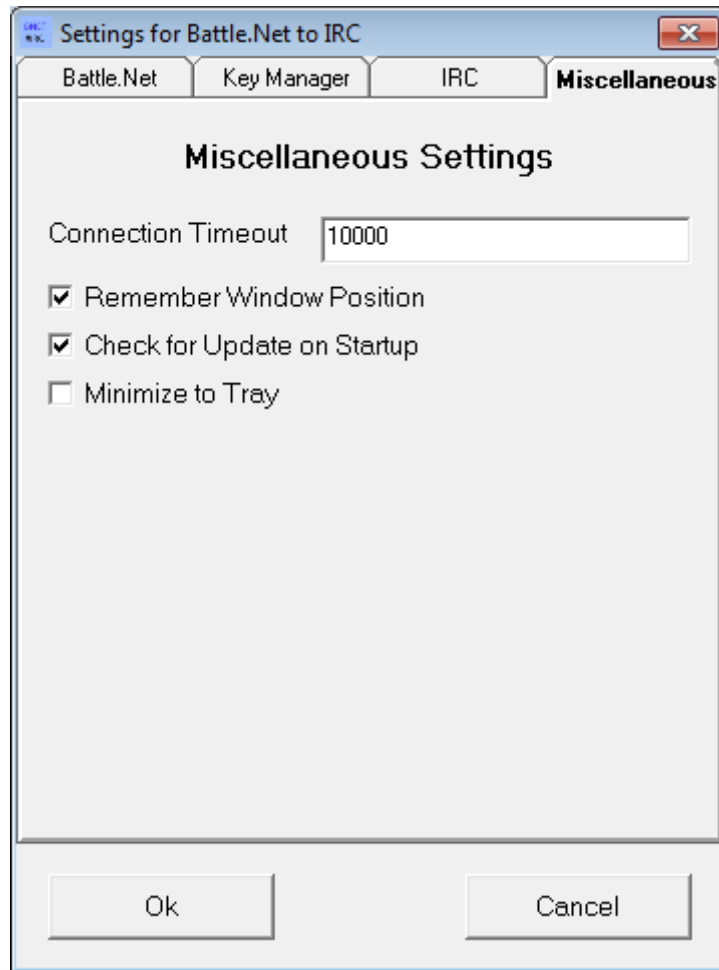 Settings for Battle.Net to IRC
Battle.Net Key Manager IRC Miscellaneous
Miscellaneous Settings
Connection Timeout 10000
Remember Window Position
Check for Update on Startup
Minimize to Tray
Ok Cancel